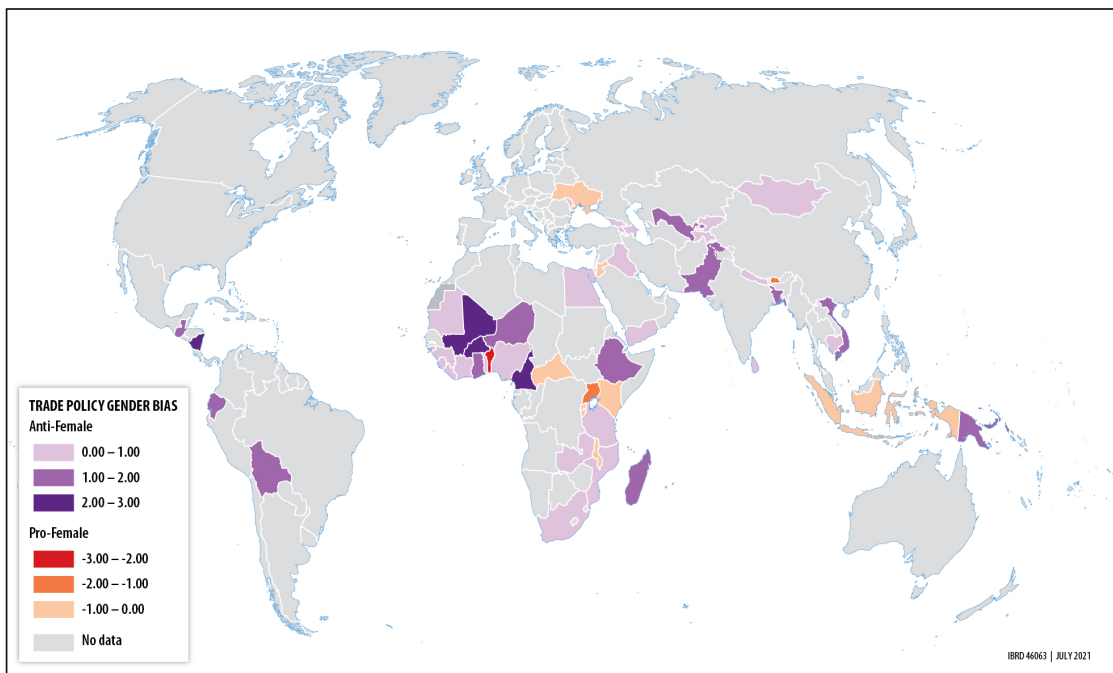 TRADE POLICY GENDER BIAS
Anti-Female
0.00 – 1.00
1.00 – 2.00
2.00 – 3.00
Pro-Female
-3.00 – -2.00
-2.00 – -1.00
-1.00 – 0.00
No data
IBRD 46063 | JULY 2021